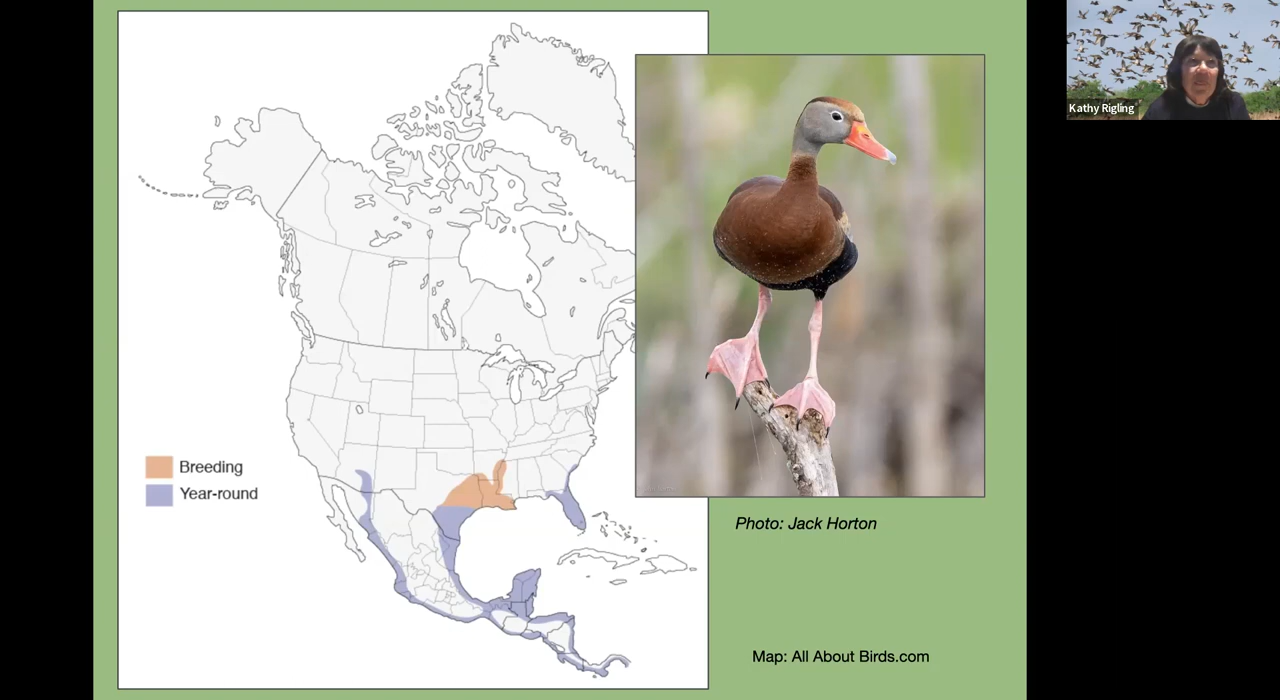 Kathy Rigling
Breeding
Year-round
Photo: Jack Horton
Map: All About Birds.com